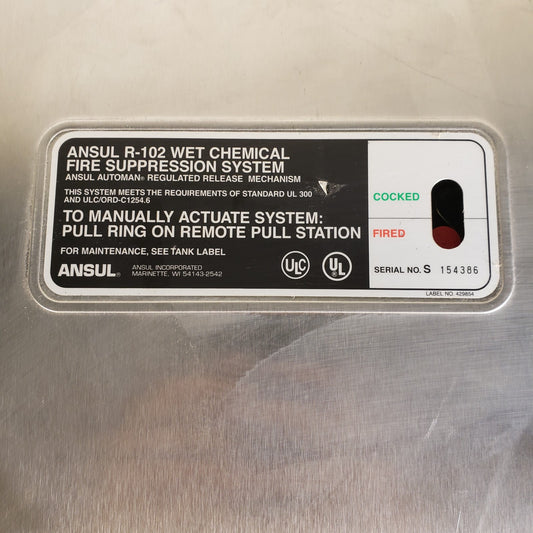 ANSUL R-102 WET CHEMICAL
FIRE SUPPRESSION SYSTEM
ANSUL AUTOMAN® REGULATED RELEASE MECHANISM
THIS SYSTEM MEETS THE REQUIREMENTS OF STANDARD UL 300
AND ULC/ORD-C1254.6
TO MANUALLY ACTUATE SYSTEM:
PULL RING ON REMOTE PULL STATION
FOR MAINTENANCE, SEE TANK LABEL
ANSUL®
ANSUL INCORPORATED
MARINETTE, WI 54143-2542
ULC
UL
COCKED
FIRED
SERIAL NO. S 154386
LABEL NO. 429854